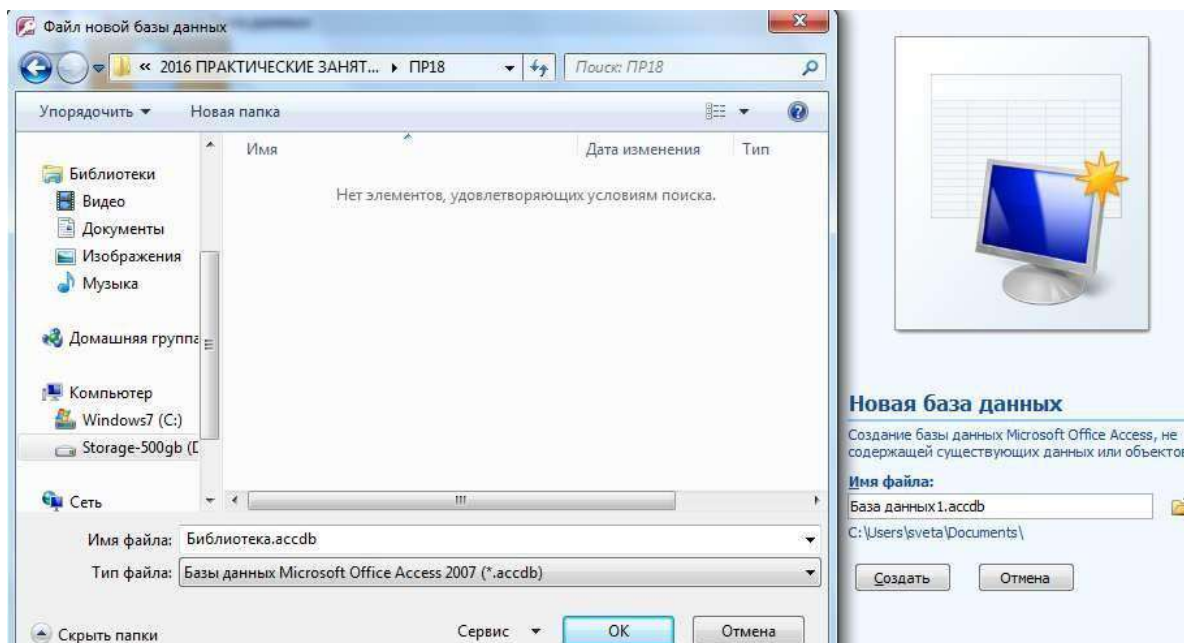 Файл новой базы данных
« 2016 ПРАКТИЧЕСКИЕ ЗАНЯТ... ▸ ПР18
Поиск: ПР18
Упорядочить
Новая папка
Имя
Дата изменения
Тип
Нет элементов, удовлетворяющих условиям поиска.
Библиотеки
Видео
Документы
Изображения
Музыка
Домашняя группа
Компьютер
Windows7 (C:)
Storage-500gb (D
Сеть
Имя файла: Библиотека.accdb
Тип файла: Базы данных Microsoft Office Access 2007 (*.accdb)
Скрыть папки
Сервис
ОК
Отмена
Новая база данных
Создание базы данных Microsoft Office Access, не
содержащей существующих данных или объектов
Имя файла:
База данных1.accdb
C:\Users\sveta\Documents\
Создать
Отмена